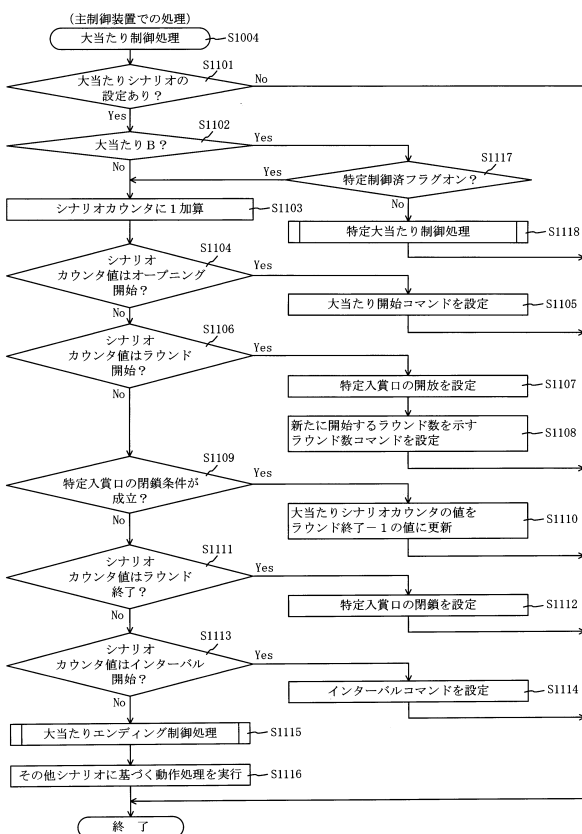 (主制御装置での処理)
大当たり制御処理
S1004
S1101
大当たりシナリオの
設定あり？
No
Yes
S1102
大当たりB？
Yes
No
S1117
特定制御済フラグオン？
Yes
No
S1118
特定大当たり制御処理
シナリオカウンタに1加算
S1103
S1104
シナリオ
カウンタ値はオープニング
開始？
Yes
No
大当たり開始コマンドを設定
S1105
S1106
シナリオ
カウンタ値はラウンド
開始？
Yes
No
特定入賞口の開放を設定
S1107
新たに開始するラウンド数を示す
ラウンド数コマンドを設定
S1108
S1109
特定入賞口の閉鎖条件が
成立？
Yes
No
大当たりシナリオカウンタの値を
ラウンド終了－1の値に更新
S1110
S1111
シナリオ
カウンタ値はラウンド
終了？
Yes
No
特定入賞口の閉鎖を設定
S1112
S1113
シナリオ
カウンタ値はインターバル
開始？
Yes
No
インターバルコマンドを設定
S1114
大当たりエンディング制御処理
S1115
その他シナリオに基づく動作処理を実行
S1116
終了